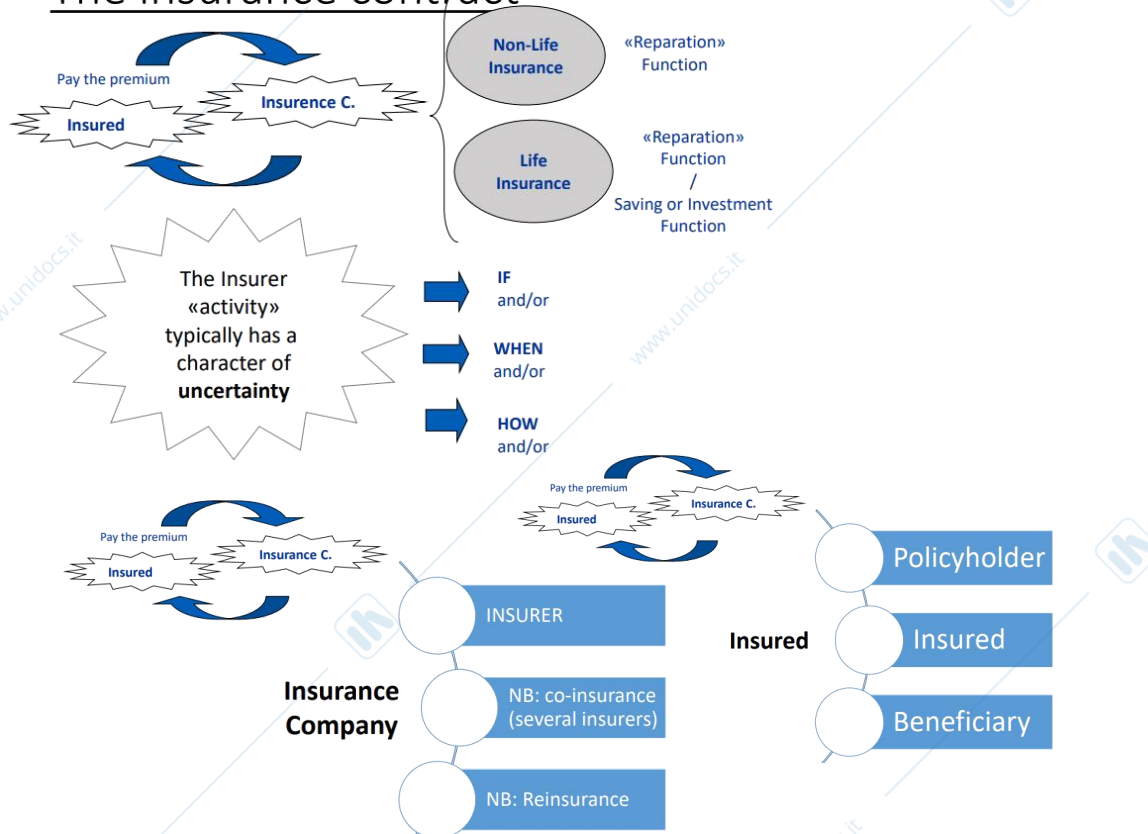 The insurance contract
Pay the premium
Insured
Insurence C.
Non-Life
Insurance
«Reparation»
Function
Life
Insurance
«Reparation»
Function
/
Saving or Investment
Function
The Insurer
«activity»
typically has a
character of
uncertainty
IF
and/or
WHEN
and/or
HOW
and/or
Pay the premium
Insured
Insurance C.
Insurance
Company
INSURER
NB: co-insurance
(several insurers)
NB: Reinsurance
Pay the premium
Insured
Insurance C.
Insured
Policyholder
Insured
Beneficiary
www.unidocs.it
www.unidocs.it